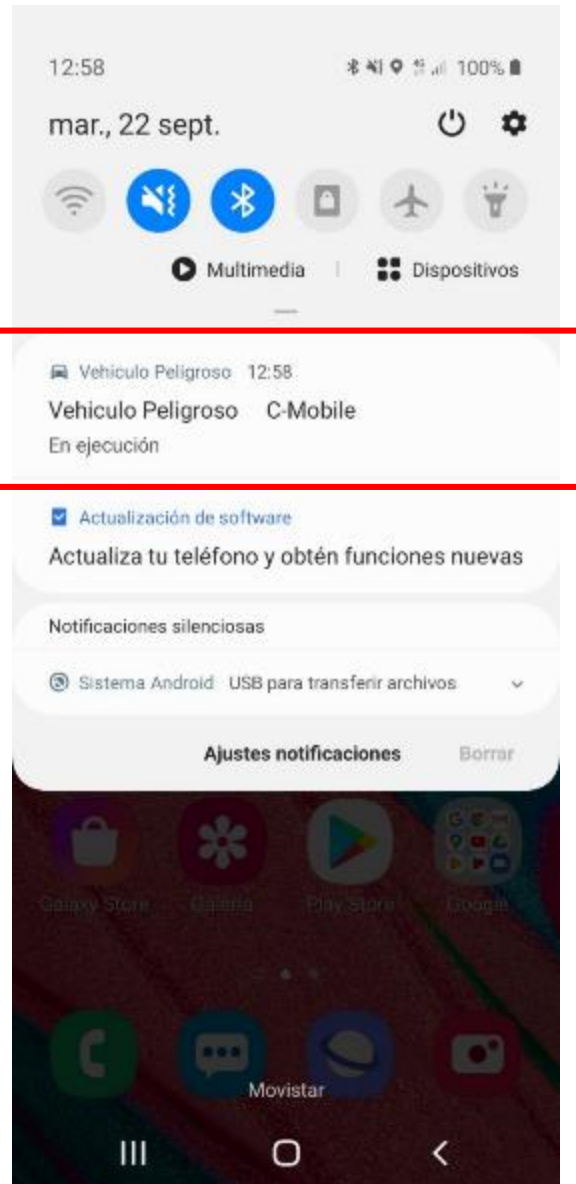 12:58 100%
mar., 22 sept.
Multimedia Dispositivos
Vehiculo Peligroso 12:58
Vehiculo Peligroso C-Mobile
En ejecución
Actualización de software
Actualiza tu teléfono y obtén funciones nuevas
Notificaciones silenciosas
Sistema Android USB para transferir archivos
Ajustes notificaciones Borrar
Galaxy Store Galería Play Store Google
Movistar